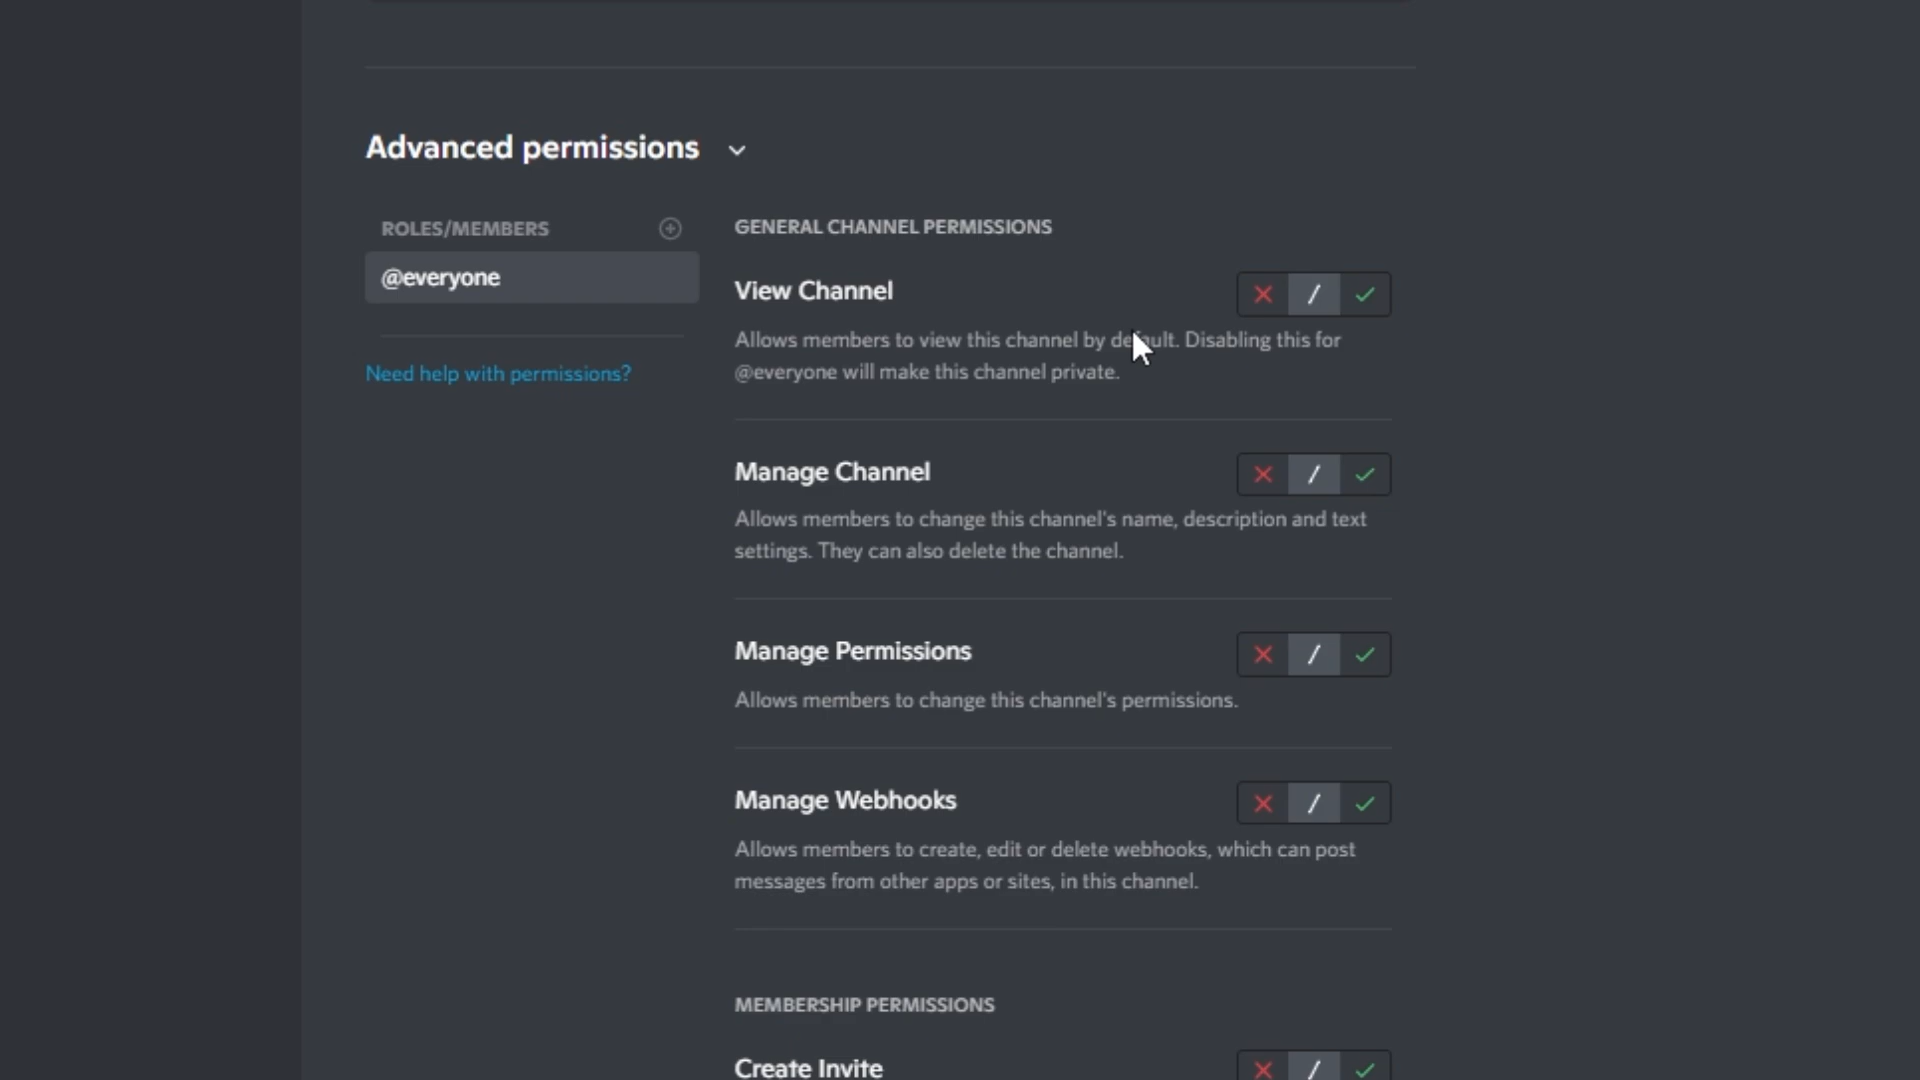 Advanced permissions
ROLES/MEMBERS
@everyone
Need help with permissions?
GENERAL CHANNEL PERMISSIONS
View Channel
Allows members to view this channel by default. Disabling this for
@everyone will make this channel private.
Manage Channel
Allows members to change this channel's name, description and text
settings. They can also delete the channel.
Manage Permissions
Allows members to change this channel's permissions.
Manage Webhooks
Allows members to create, edit or delete webhooks, which can post
messages from other apps or sites, in this channel.
MEMBERSHIP PERMISSIONS
Create Invite